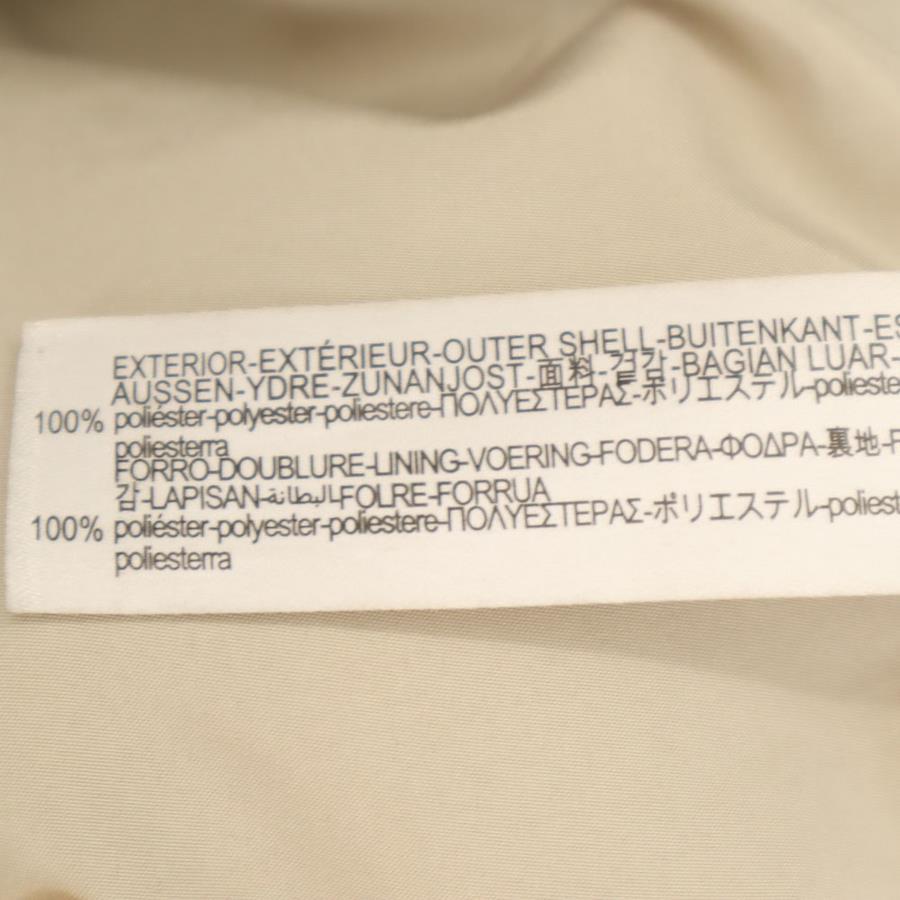 EXTERIOR-EXTÉRIEUR-OUTER SHELL-BUITENKANT-ES
AUSSEN-YDRE-ZUNANJOST-面料-겉감-BAGIAN LUAR-
100% poliéster-polyester-poliestere-ΠΟΛΥΕΣΤΕΡΑΣ-ポリエステル-polieste
poliesterra
FORRO-DOUBLURE-LINING-VOERING-FODERA-ΦΟΔΡΑ-裏地-F
감-LAPISAN-البطانة-FOLRE-FORRUA
100% poliéster-polyester-poliestere-ΠΟΛΥΕΣΤΕΡΑΣ-ポリエステル-poliest
poliesterra